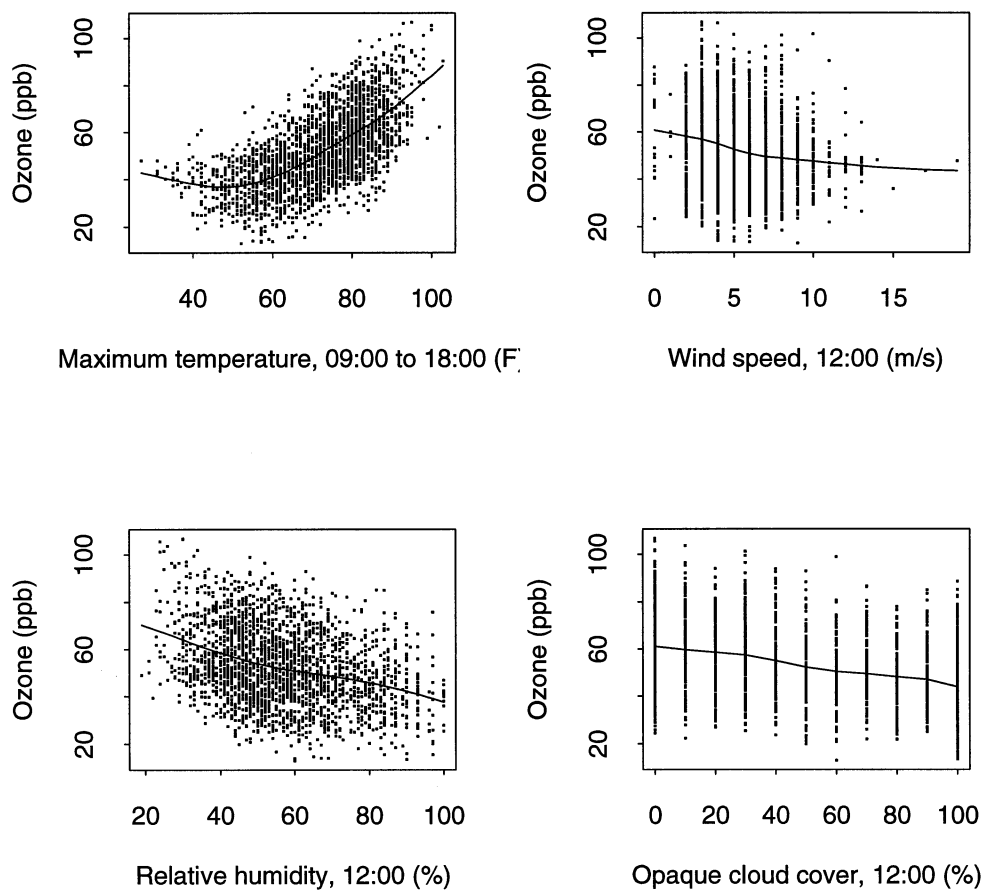 Ozone (ppb)
100
60
20
40 60 80 100
Maximum temperature, 09:00 to 18:00 (F)
Ozone (ppb)
100
60
20
0 5 10 15
Wind speed, 12:00 (m/s)
Ozone (ppb)
100
60
20
20 40 60 80 100
Relative humidity, 12:00 (%)
Ozone (ppb)
100
60
20
0 20 40 60 80 100
Opaque cloud cover, 12:00 (%)